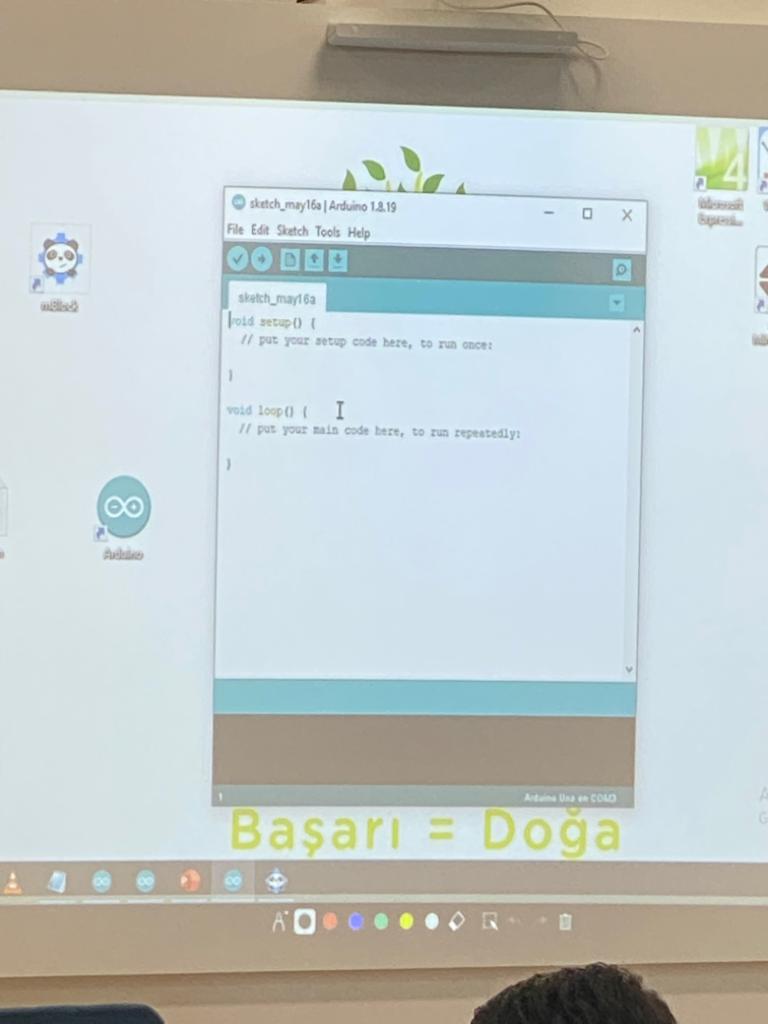 sketch_may16a | Arduino 1.8.19
File Edit Sketch Tools Help
sketch_may16a
void setup() {
// put your setup code here, to run once:
}
void loop() {
// put your main code here, to run repeatedly:
}
1
Arduino Uno on COM3
mBlock
Arduino
4
Microsoft
Expressi...
Başarı = Doğa